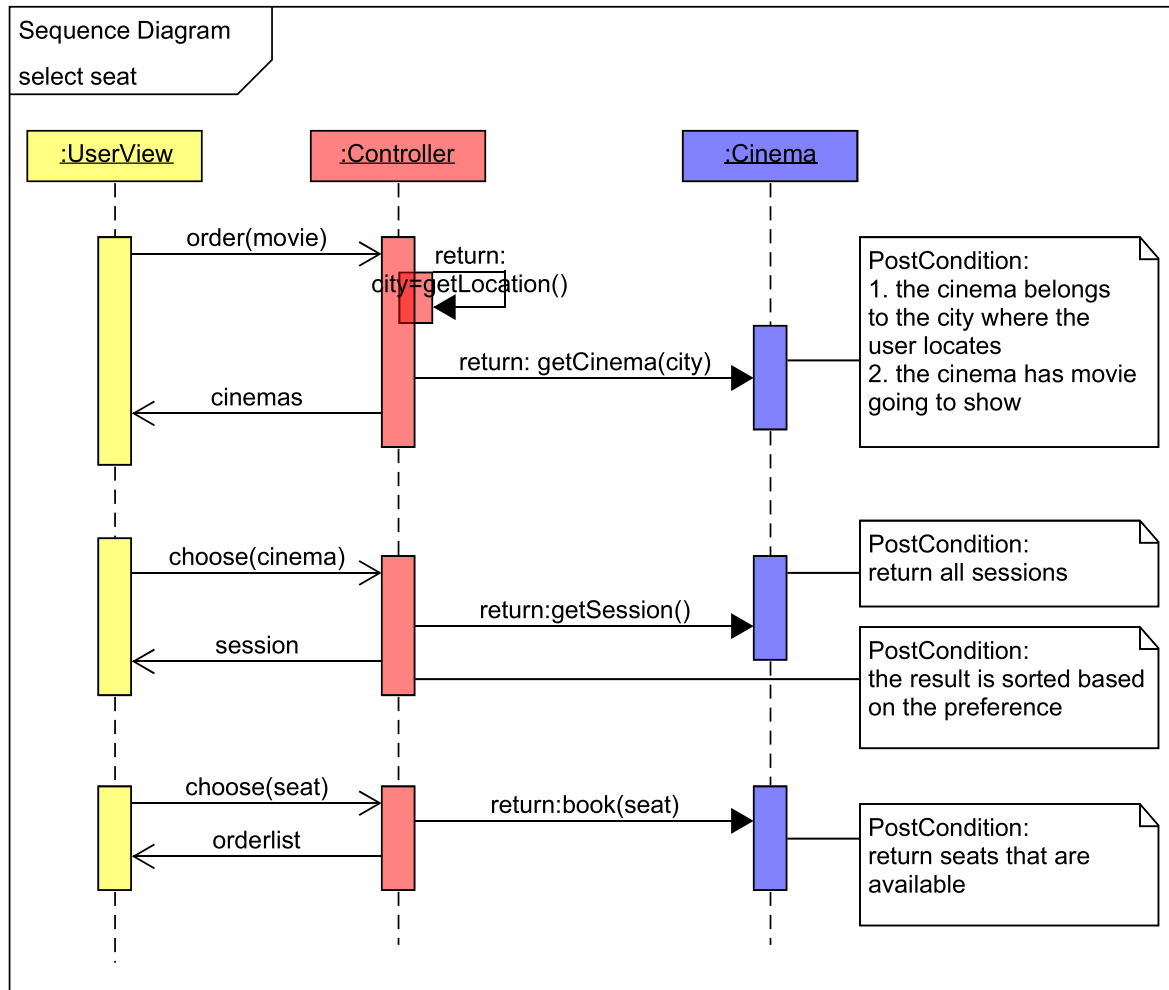 Sequence Diagram
select seat
:UserView
:Controller
:Cinema
order(movie)
return:
city=getLocation()
return: getCinema(city)
cinemas
PostCondition:
1. the cinema belongs
to the city where the
user locates
2. the cinema has movie
going to show
choose(cinema)
return:getSession()
session
PostCondition:
return all sessions
PostCondition:
the result is sorted based
on the preference
choose(seat)
return:book(seat)
orderlist
PostCondition:
return seats that are
available